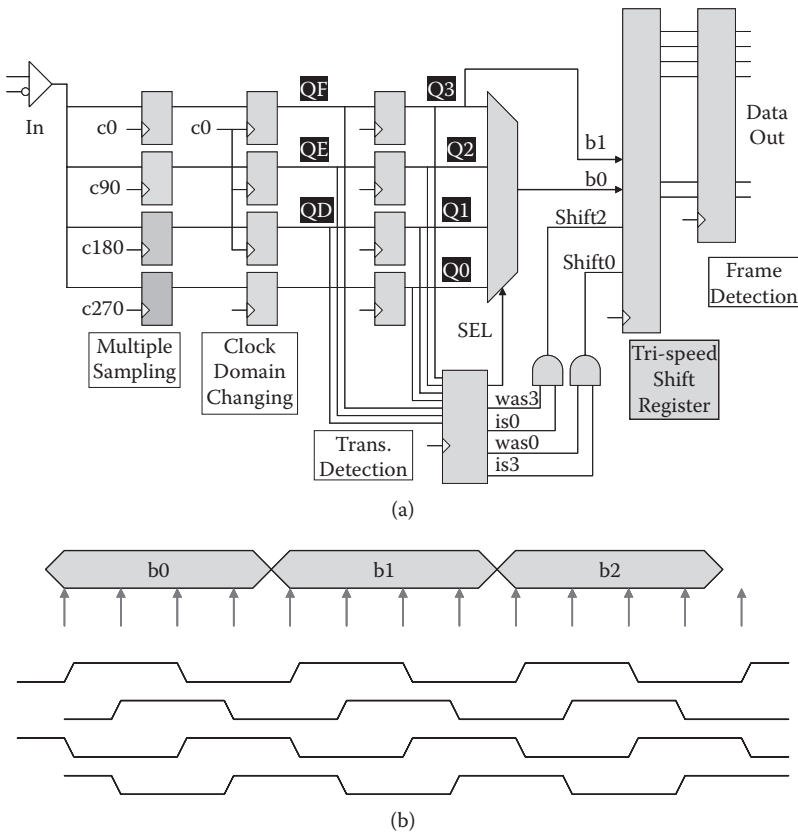 In
c0
c90
c180
c270
Multiple
Sampling
c0
Clock
Domain
Changing
QF
QE
QD
Q3
Q2
Q1
Q0
SEL
Trans.
Detection
was3
is0
was0
is3
b1
b0
Shift2
Shift0
Tri-speed
Shift
Register
Data
Out
Frame
Detection
(a)
b0
b1
b2
(b)